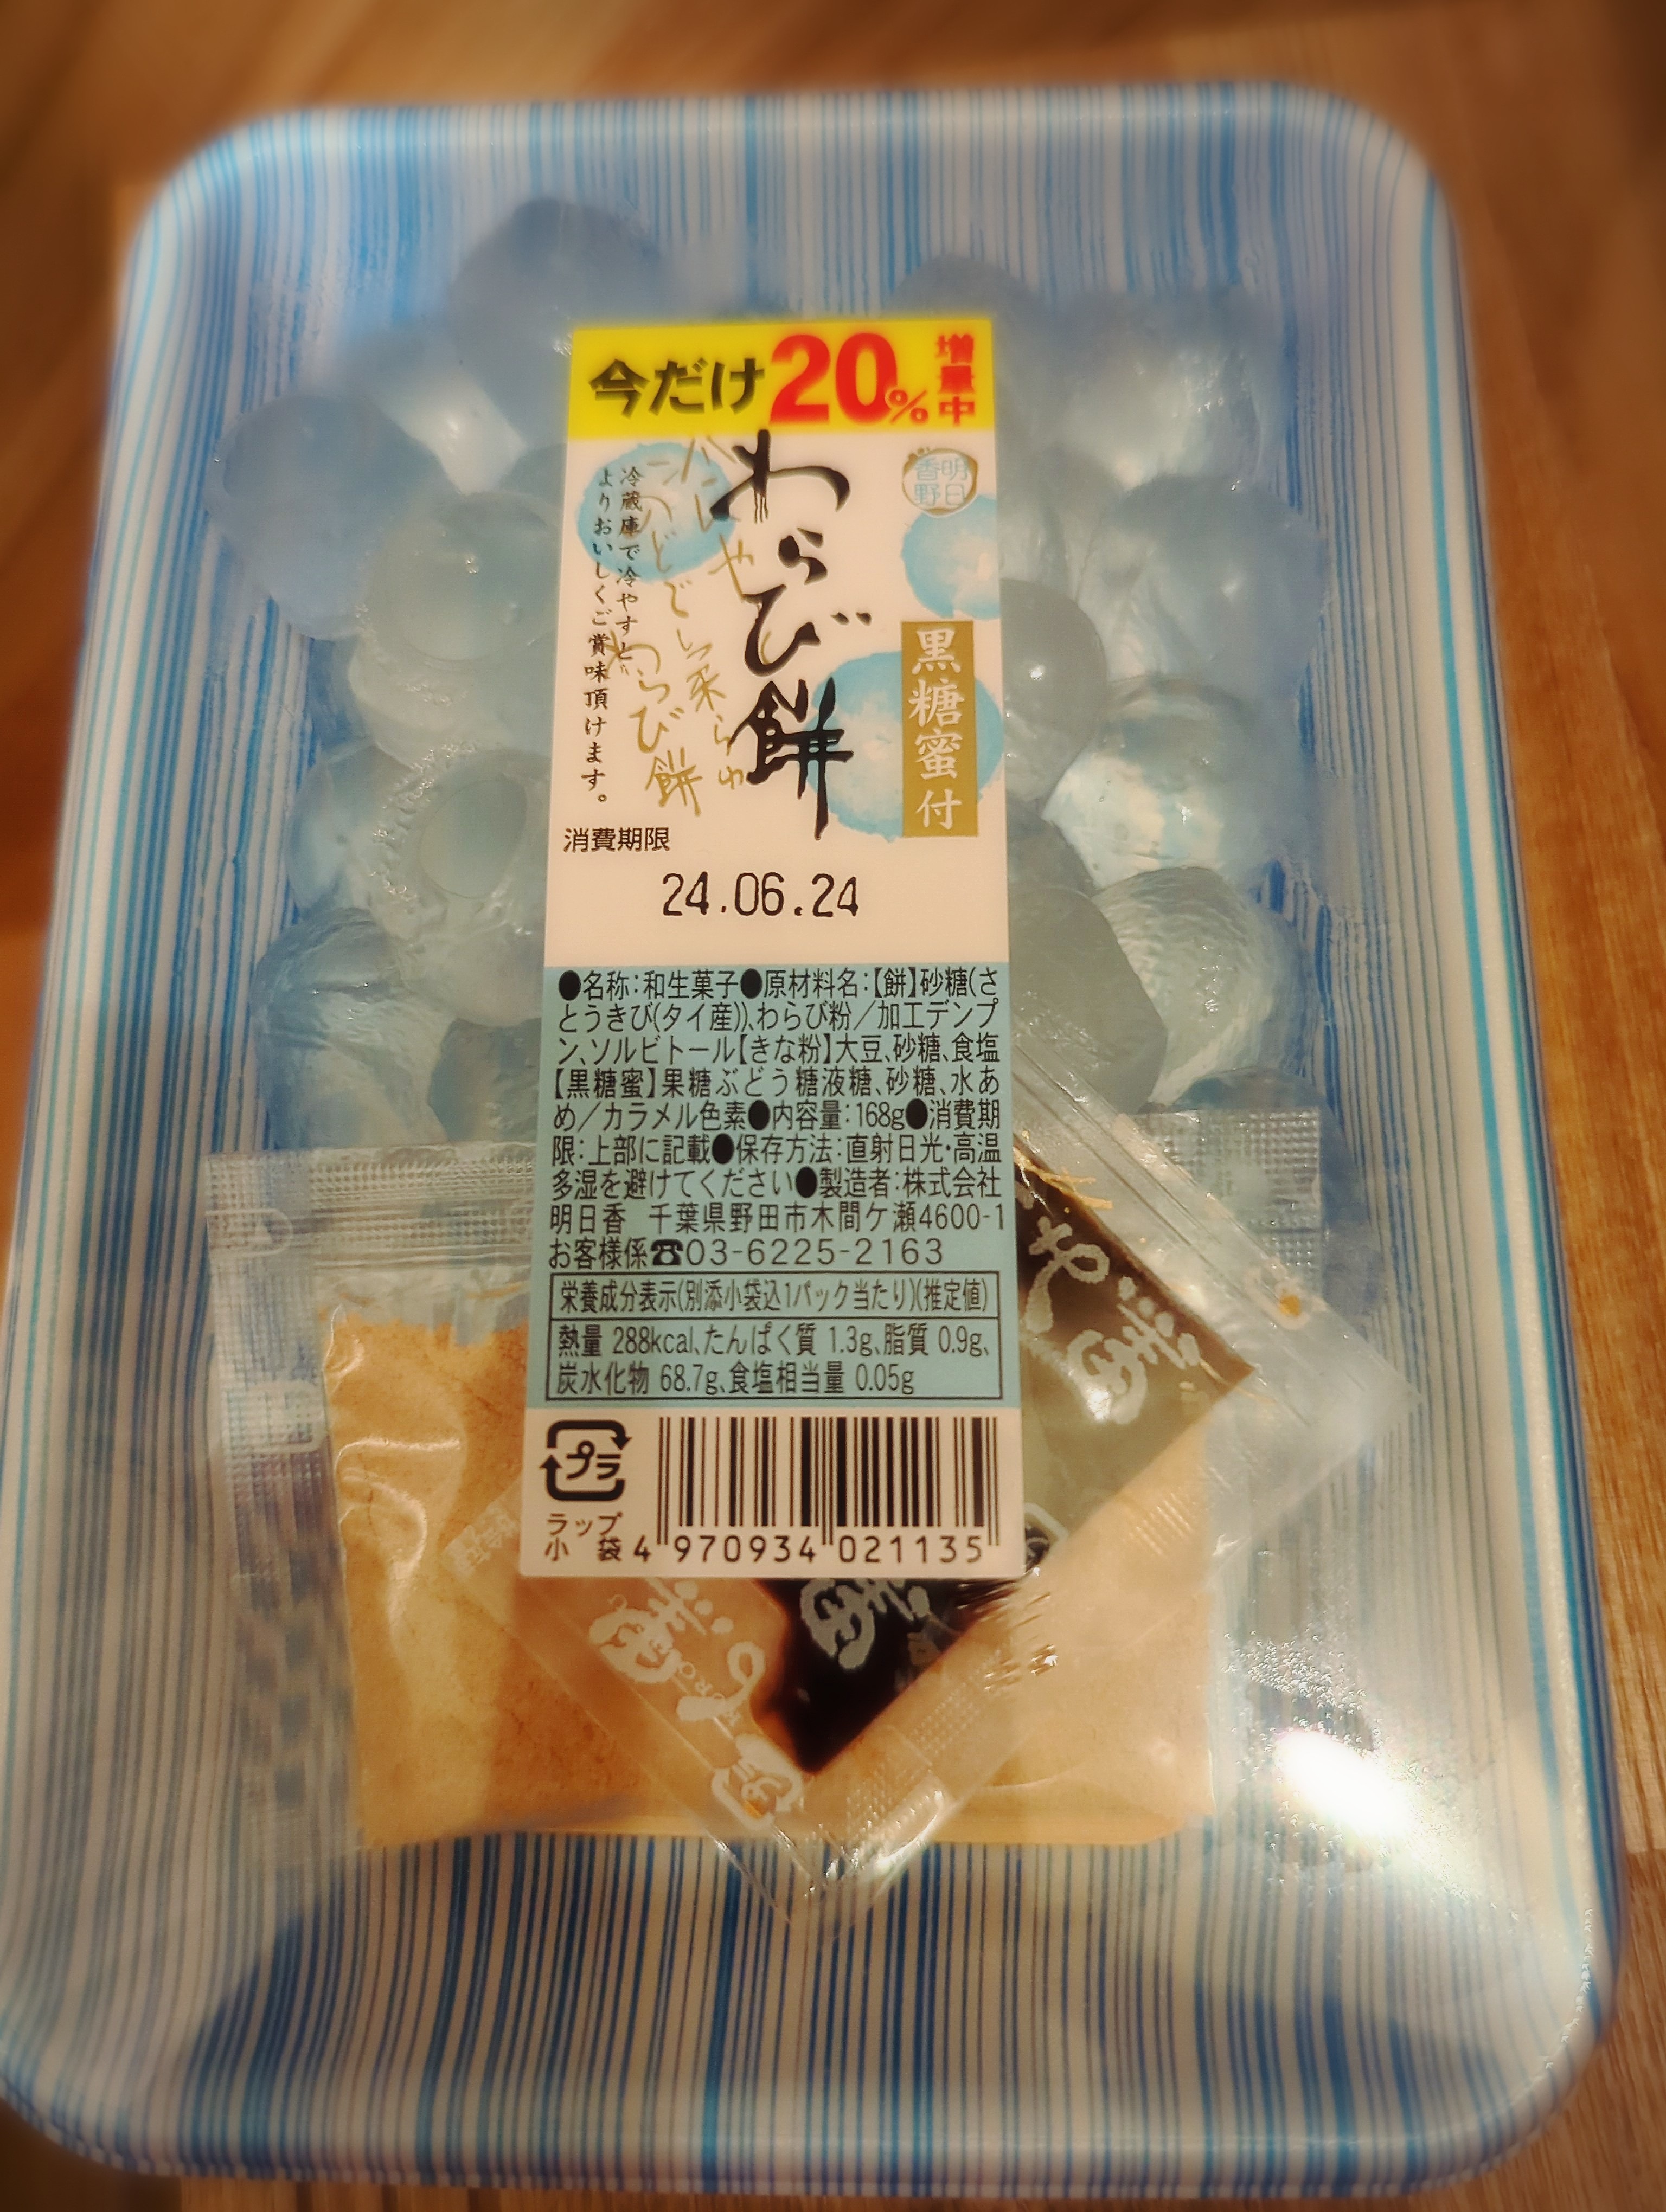 今だけ20%増量中
明日香野
わらび餅
黒糖蜜付
冷蔵庫で冷やすと
よりおいしくご賞味頂けます。
消費期限
24.06.24
●名称:和生菓子●原材料名:【餅】砂糖(さ
とうきび(タイ産))、わらび粉/加工デンプ
ン、ソルビトール【きな粉】大豆、砂糖、食塩
【黒糖蜜】果糖ぶどう糖液糖、砂糖、水あ
め/カラメル色素●内容量:168g●消費期
限:上部に記載●保存方法:直射日光・高温
多湿を避けてください●製造者:株式会社
明日香 千葉県野田市木間ケ瀬4600-1
お客様係☎03-6225-2163
栄養成分表示(別添小袋込1パック当たり)(推定値)
熱量 288kcal、たんぱく質 1.3g、脂質 0.9g、
炭水化物 68.7g、食塩相当量 0.05g
プラ
ラップ
小袋
4 970934 021135